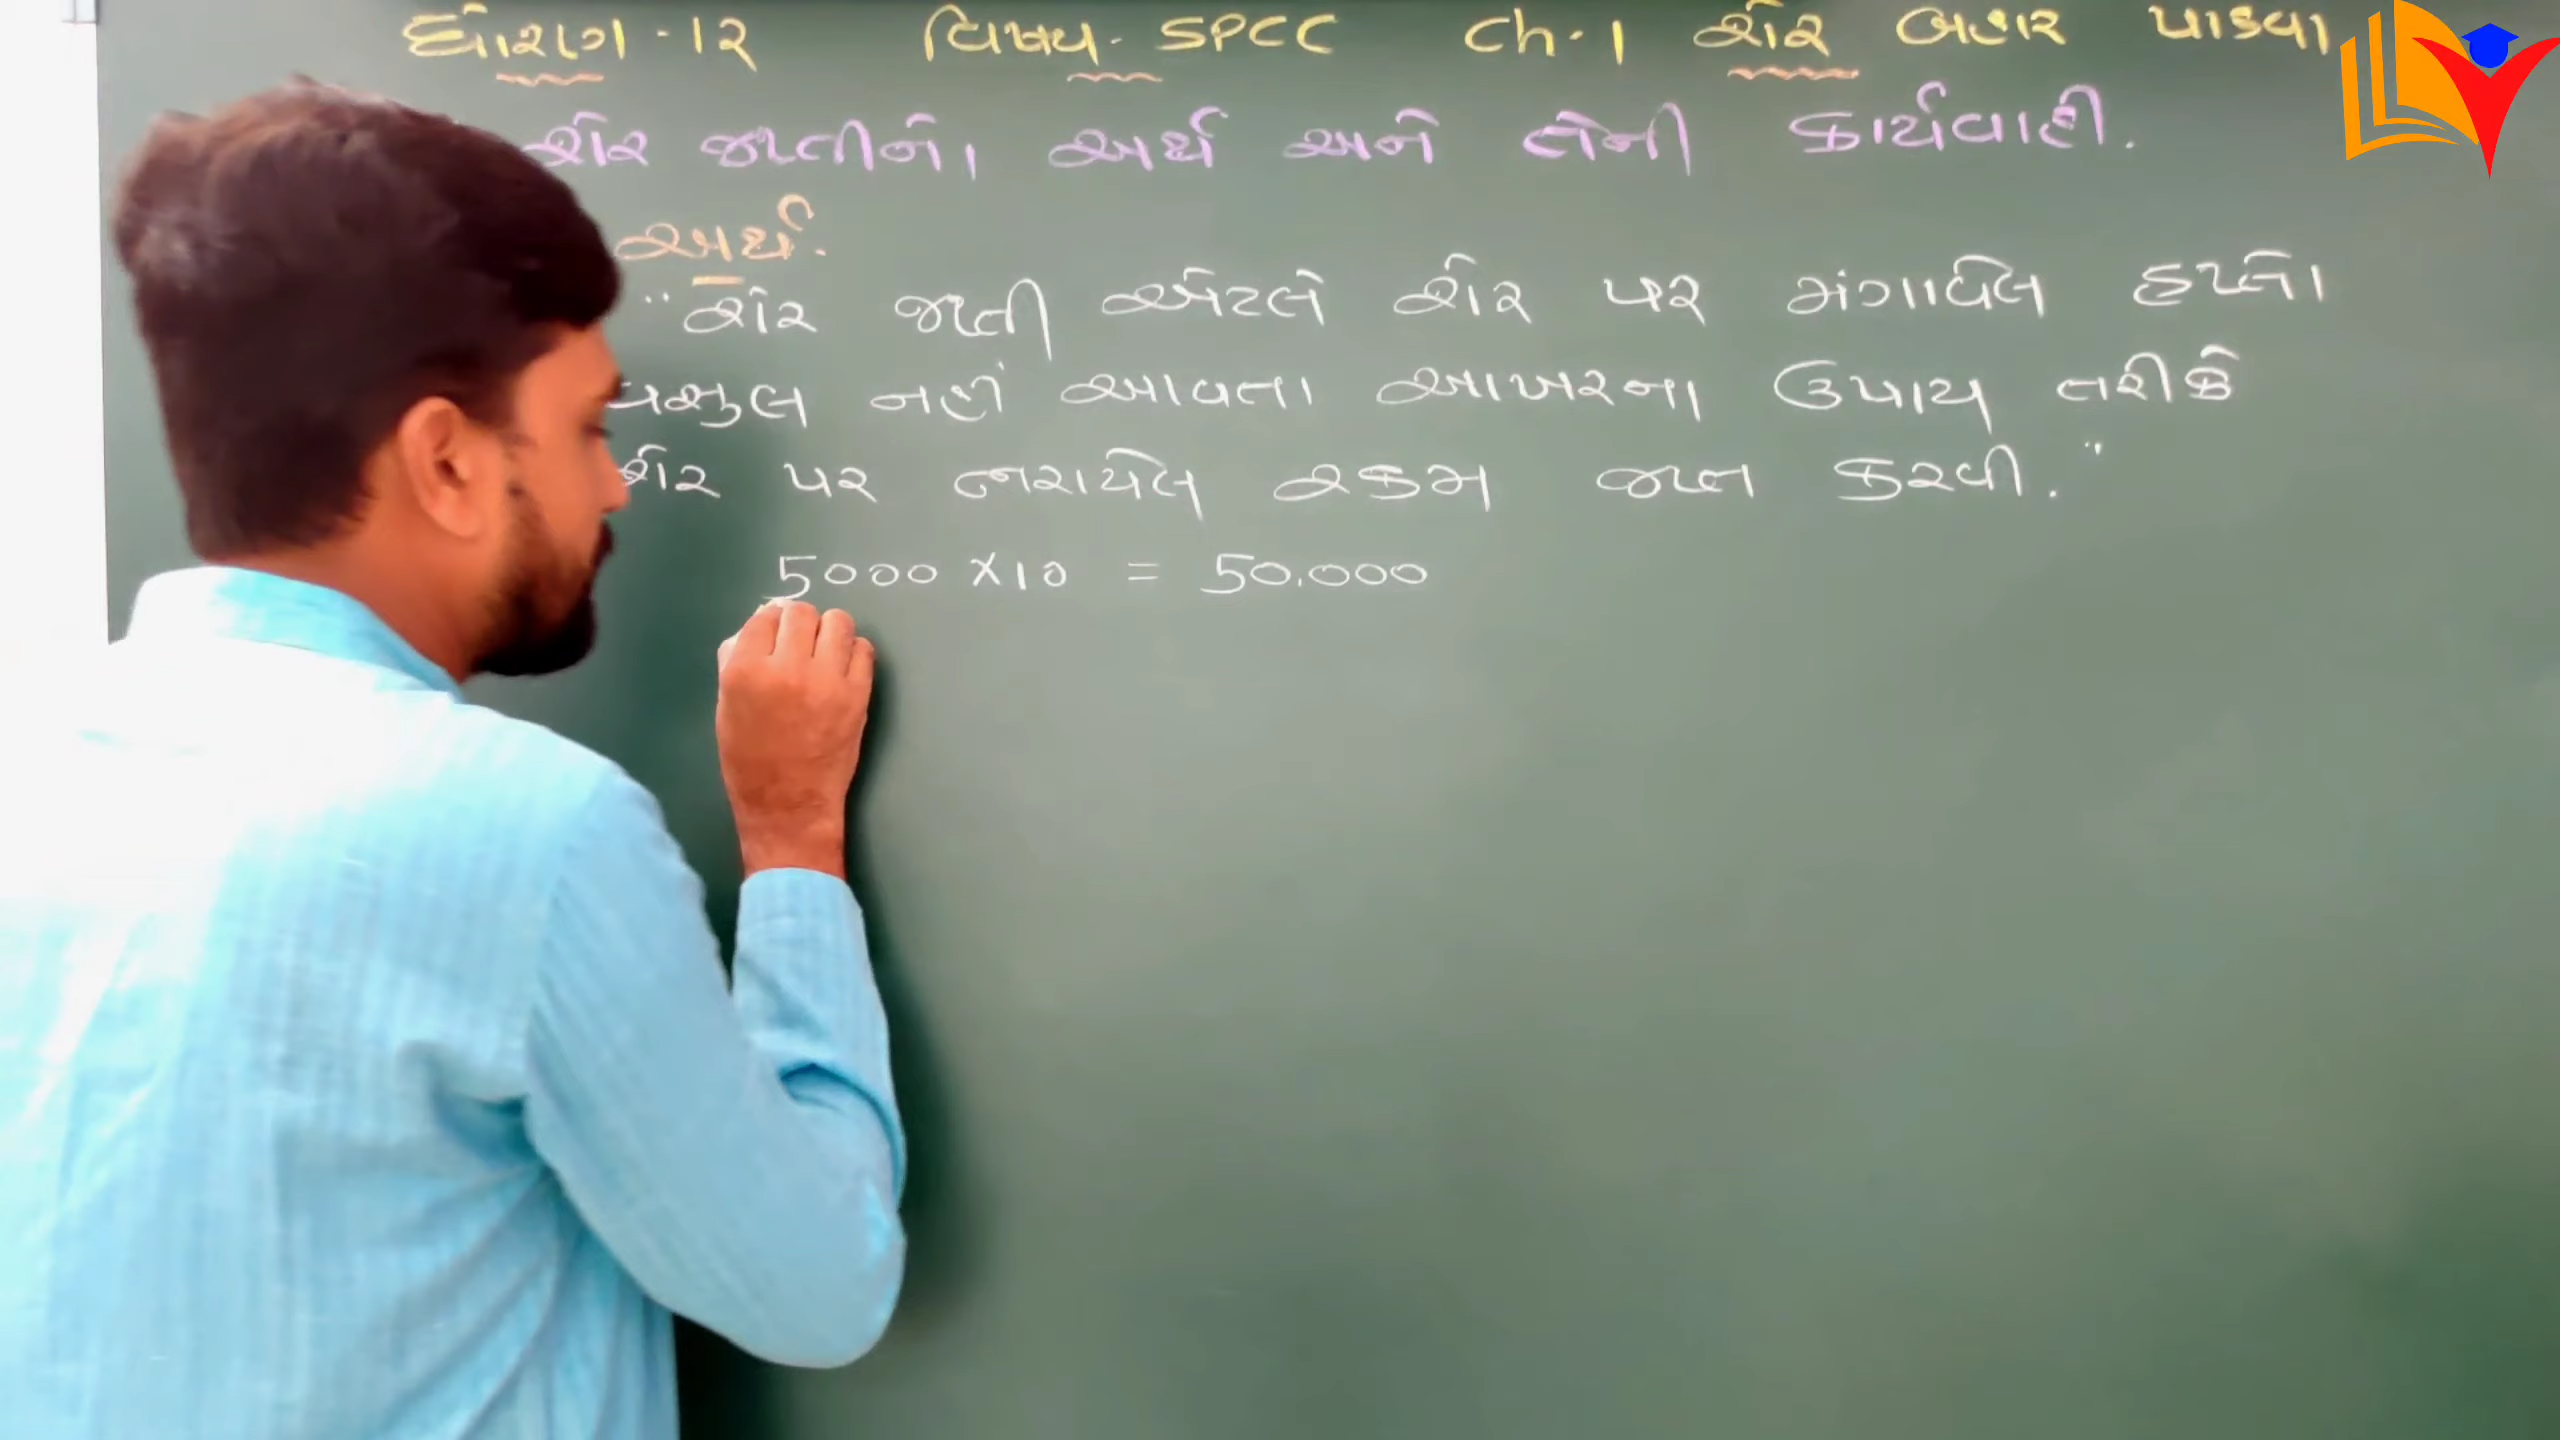 ધોરણ-૧૨ વિષય- SPCC Ch.1 શેર બહાર પાડવા
શેર જપ્તીનો અર્થ અને તેની કાર્યવાહી.
અર્થ.
"શેર જપ્તી એટલે શેર પર મંગાયેલ હપ્તો
વસુલ નહીં આવતા આખરના ઉપાય તરીકે
શેર પર ભરાયેલ રકમ જપ્ત કરવી."
5000 × 10 = 50.000